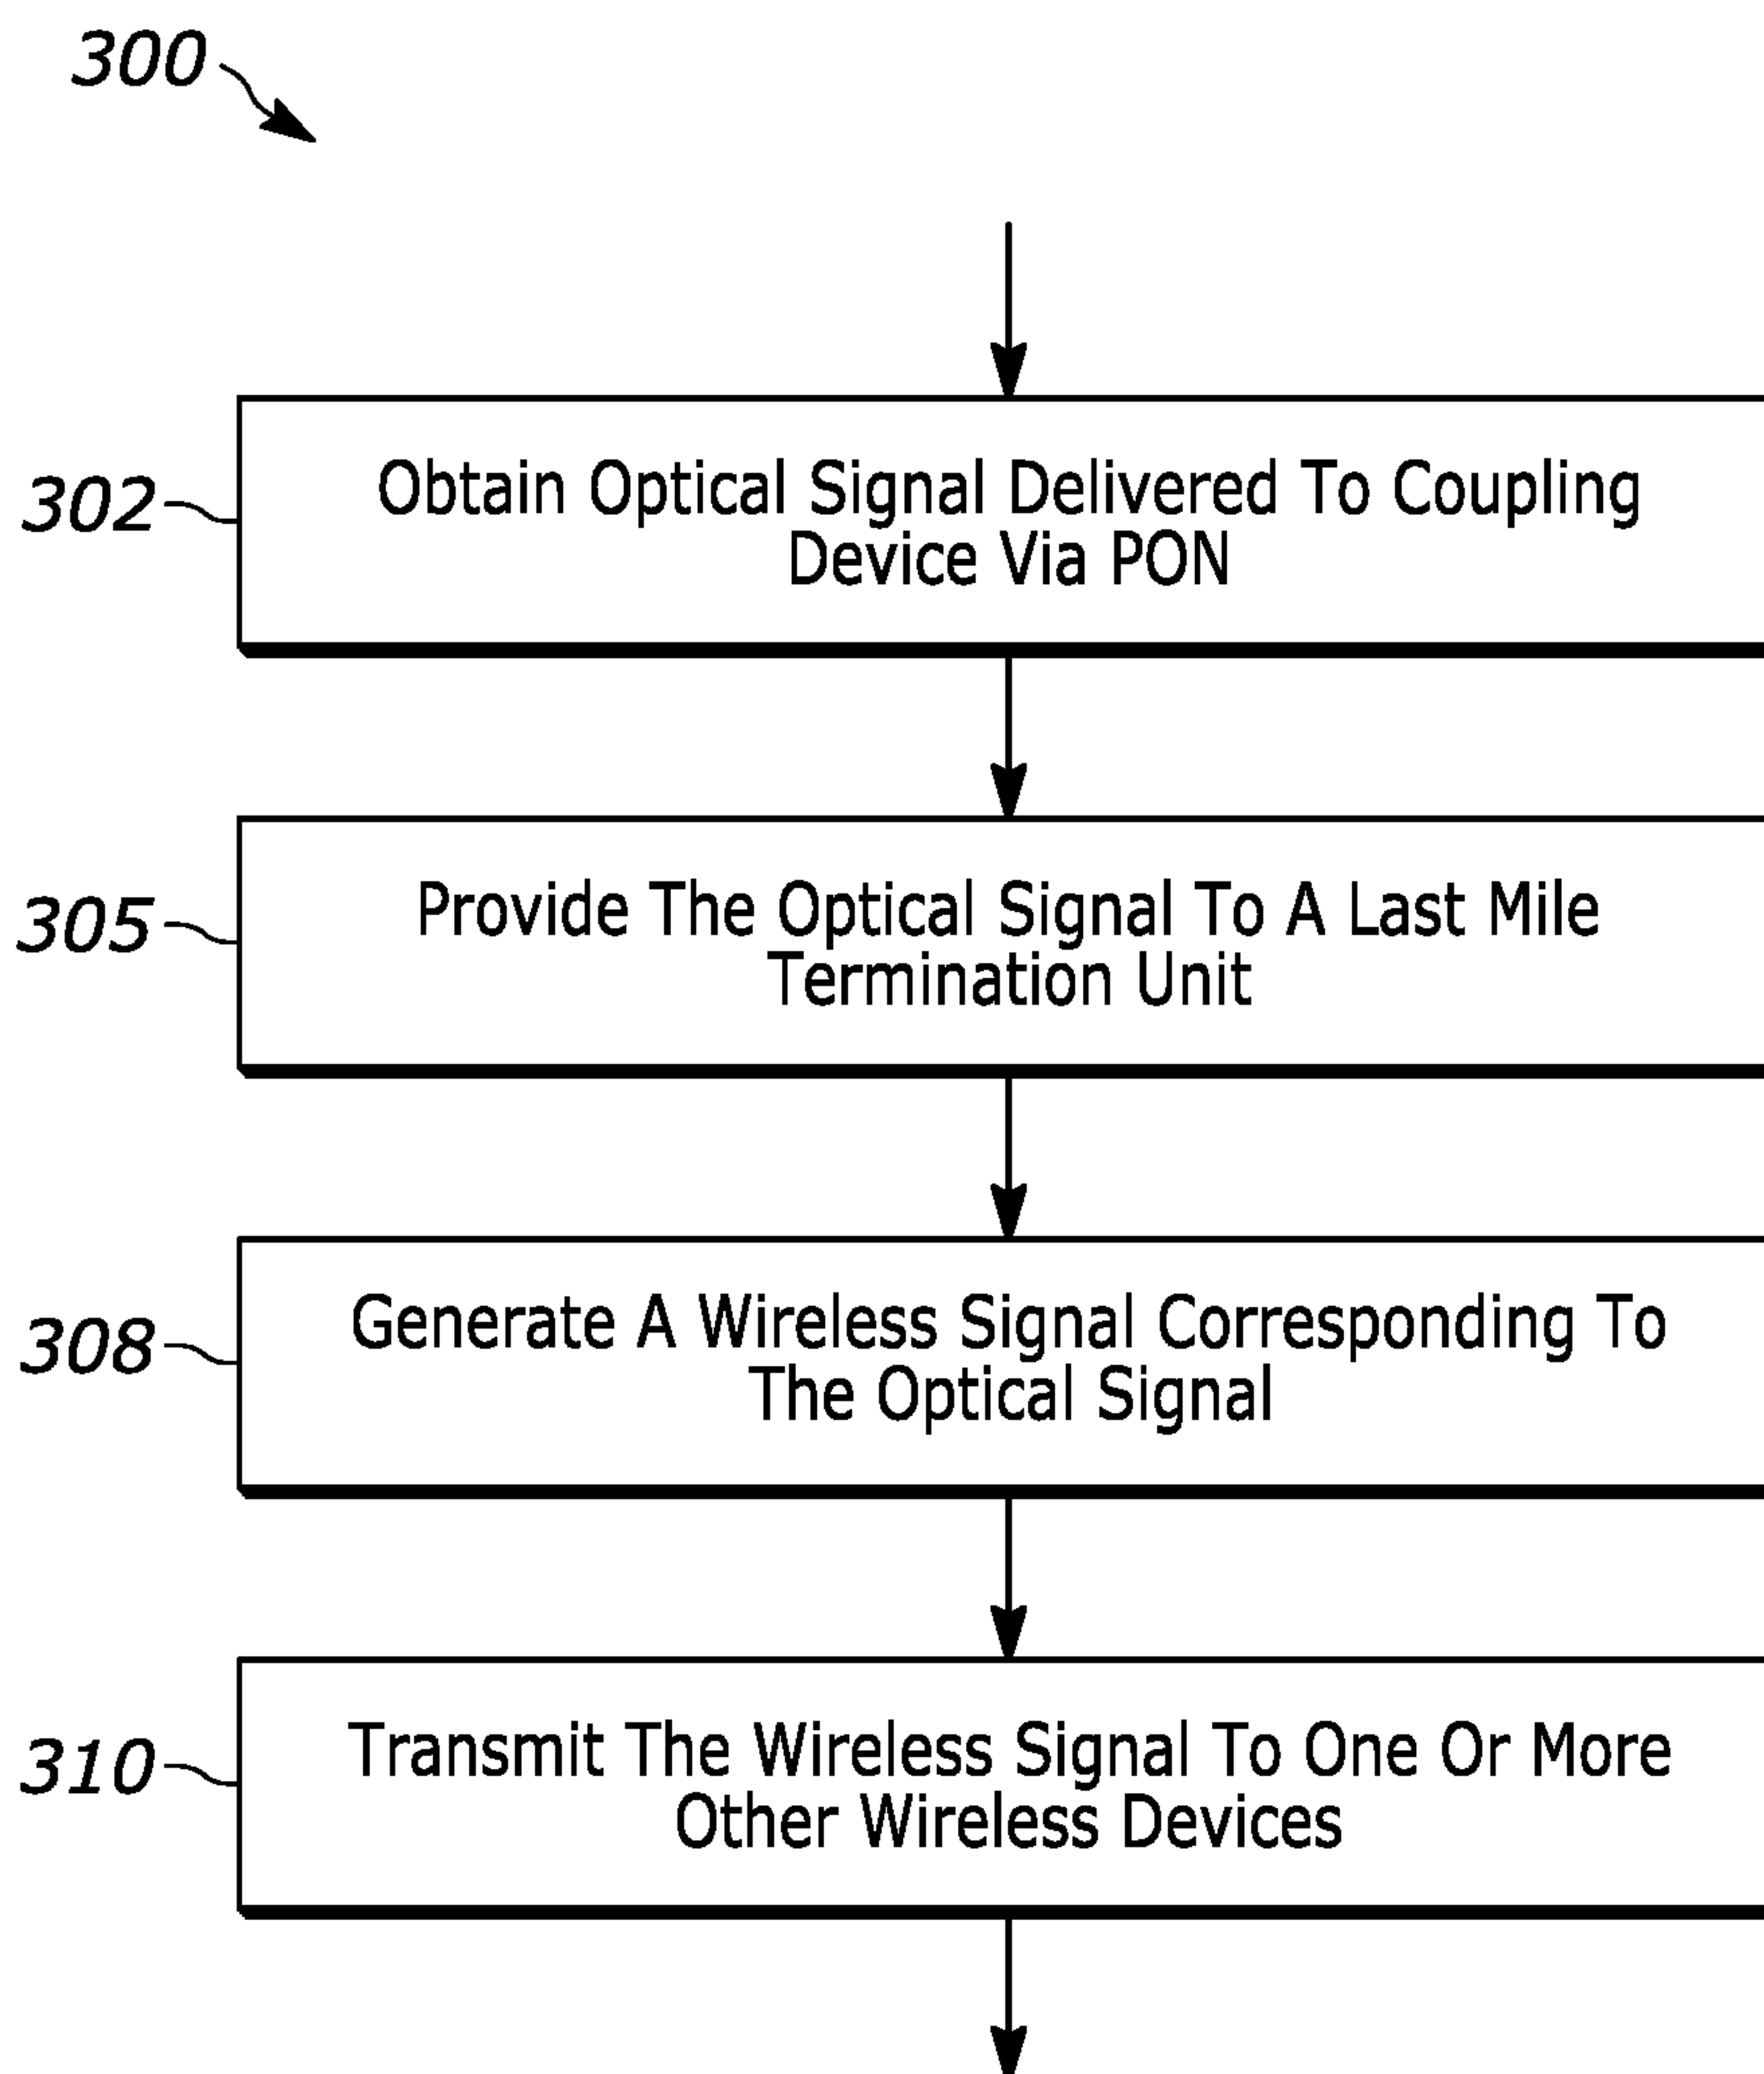 300
302
Obtain Optical Signal Delivered To Coupling
Device Via PON
305
Provide The Optical Signal To A Last Mile
Termination Unit
308
Generate A Wireless Signal Corresponding To
The Optical Signal
310
Transmit The Wireless Signal To One Or More
Other Wireless Devices